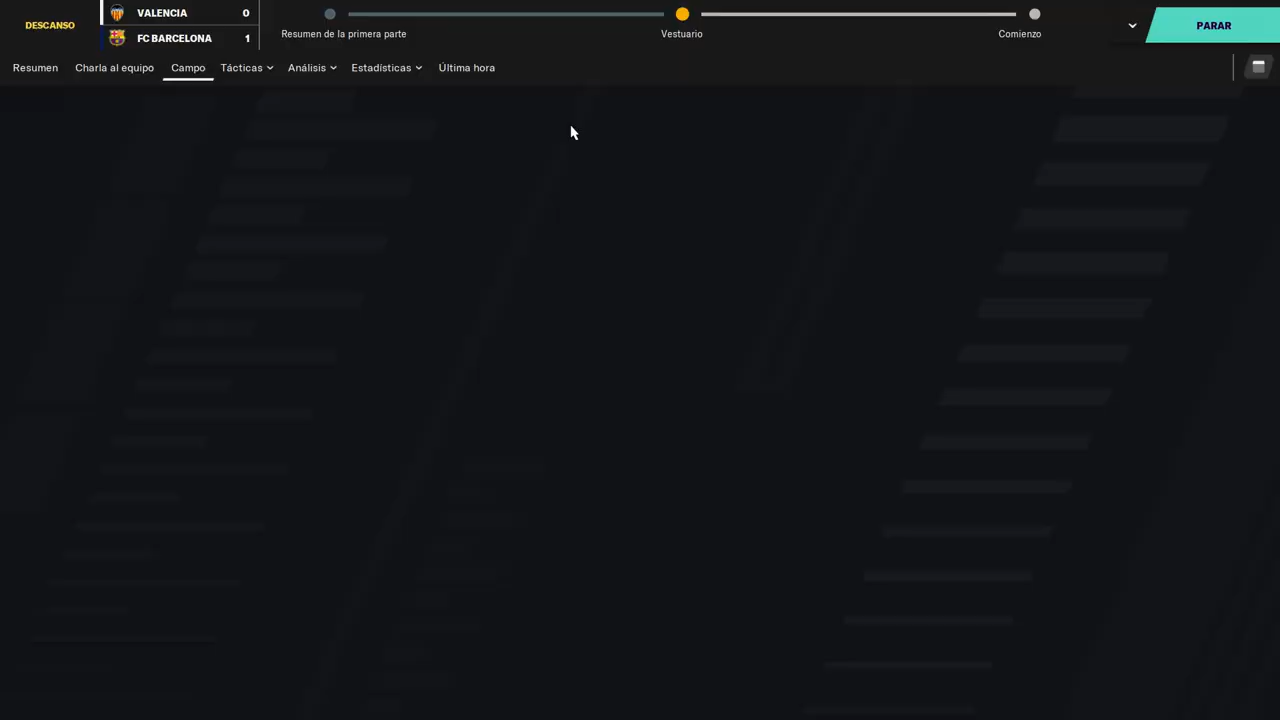 DESCANSO
VALENCIA 0
FC BARCELONA 1
Resumen de la primera parte
Vestuario
Comienzo
PARAR
Resumen
Charla al equipo
Campo
Tácticas
Análisis
Estadísticas
Última hora